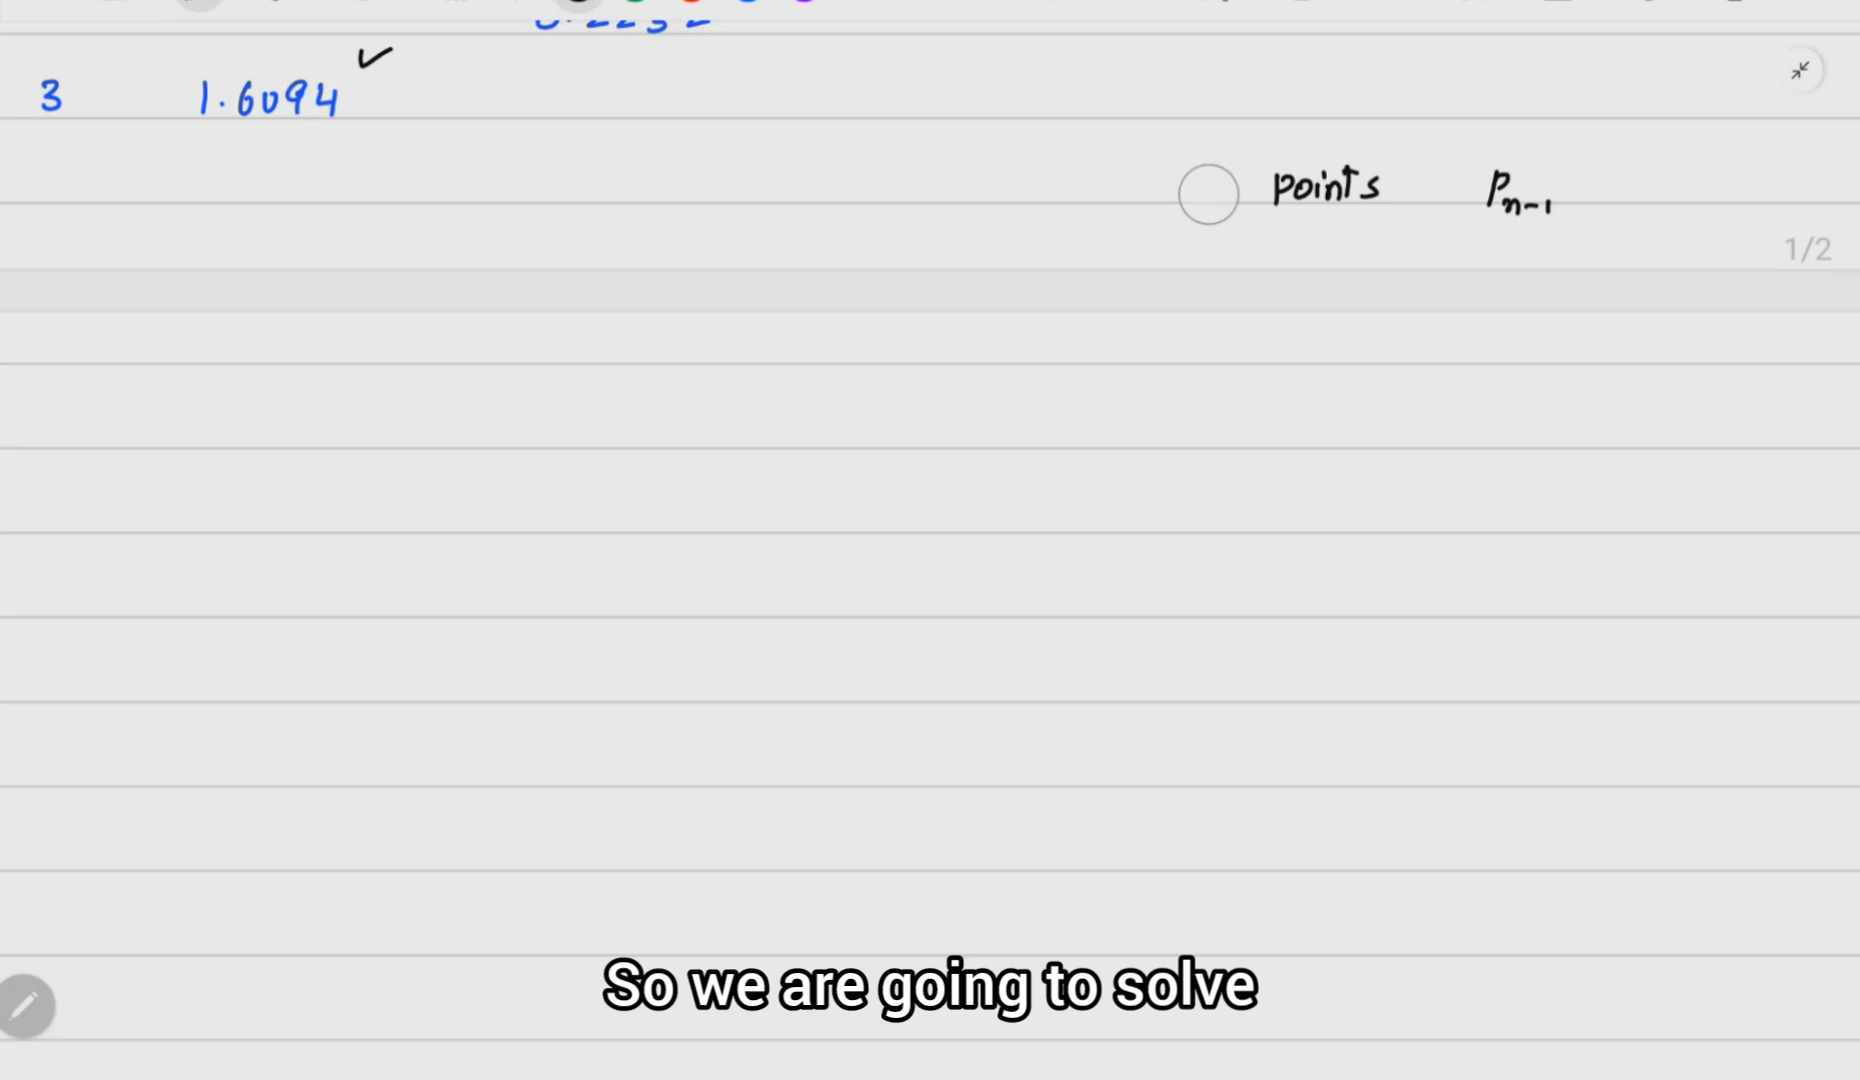 3 1.6094 ✓
points P_{n-1}
1/2
So we are going to solve